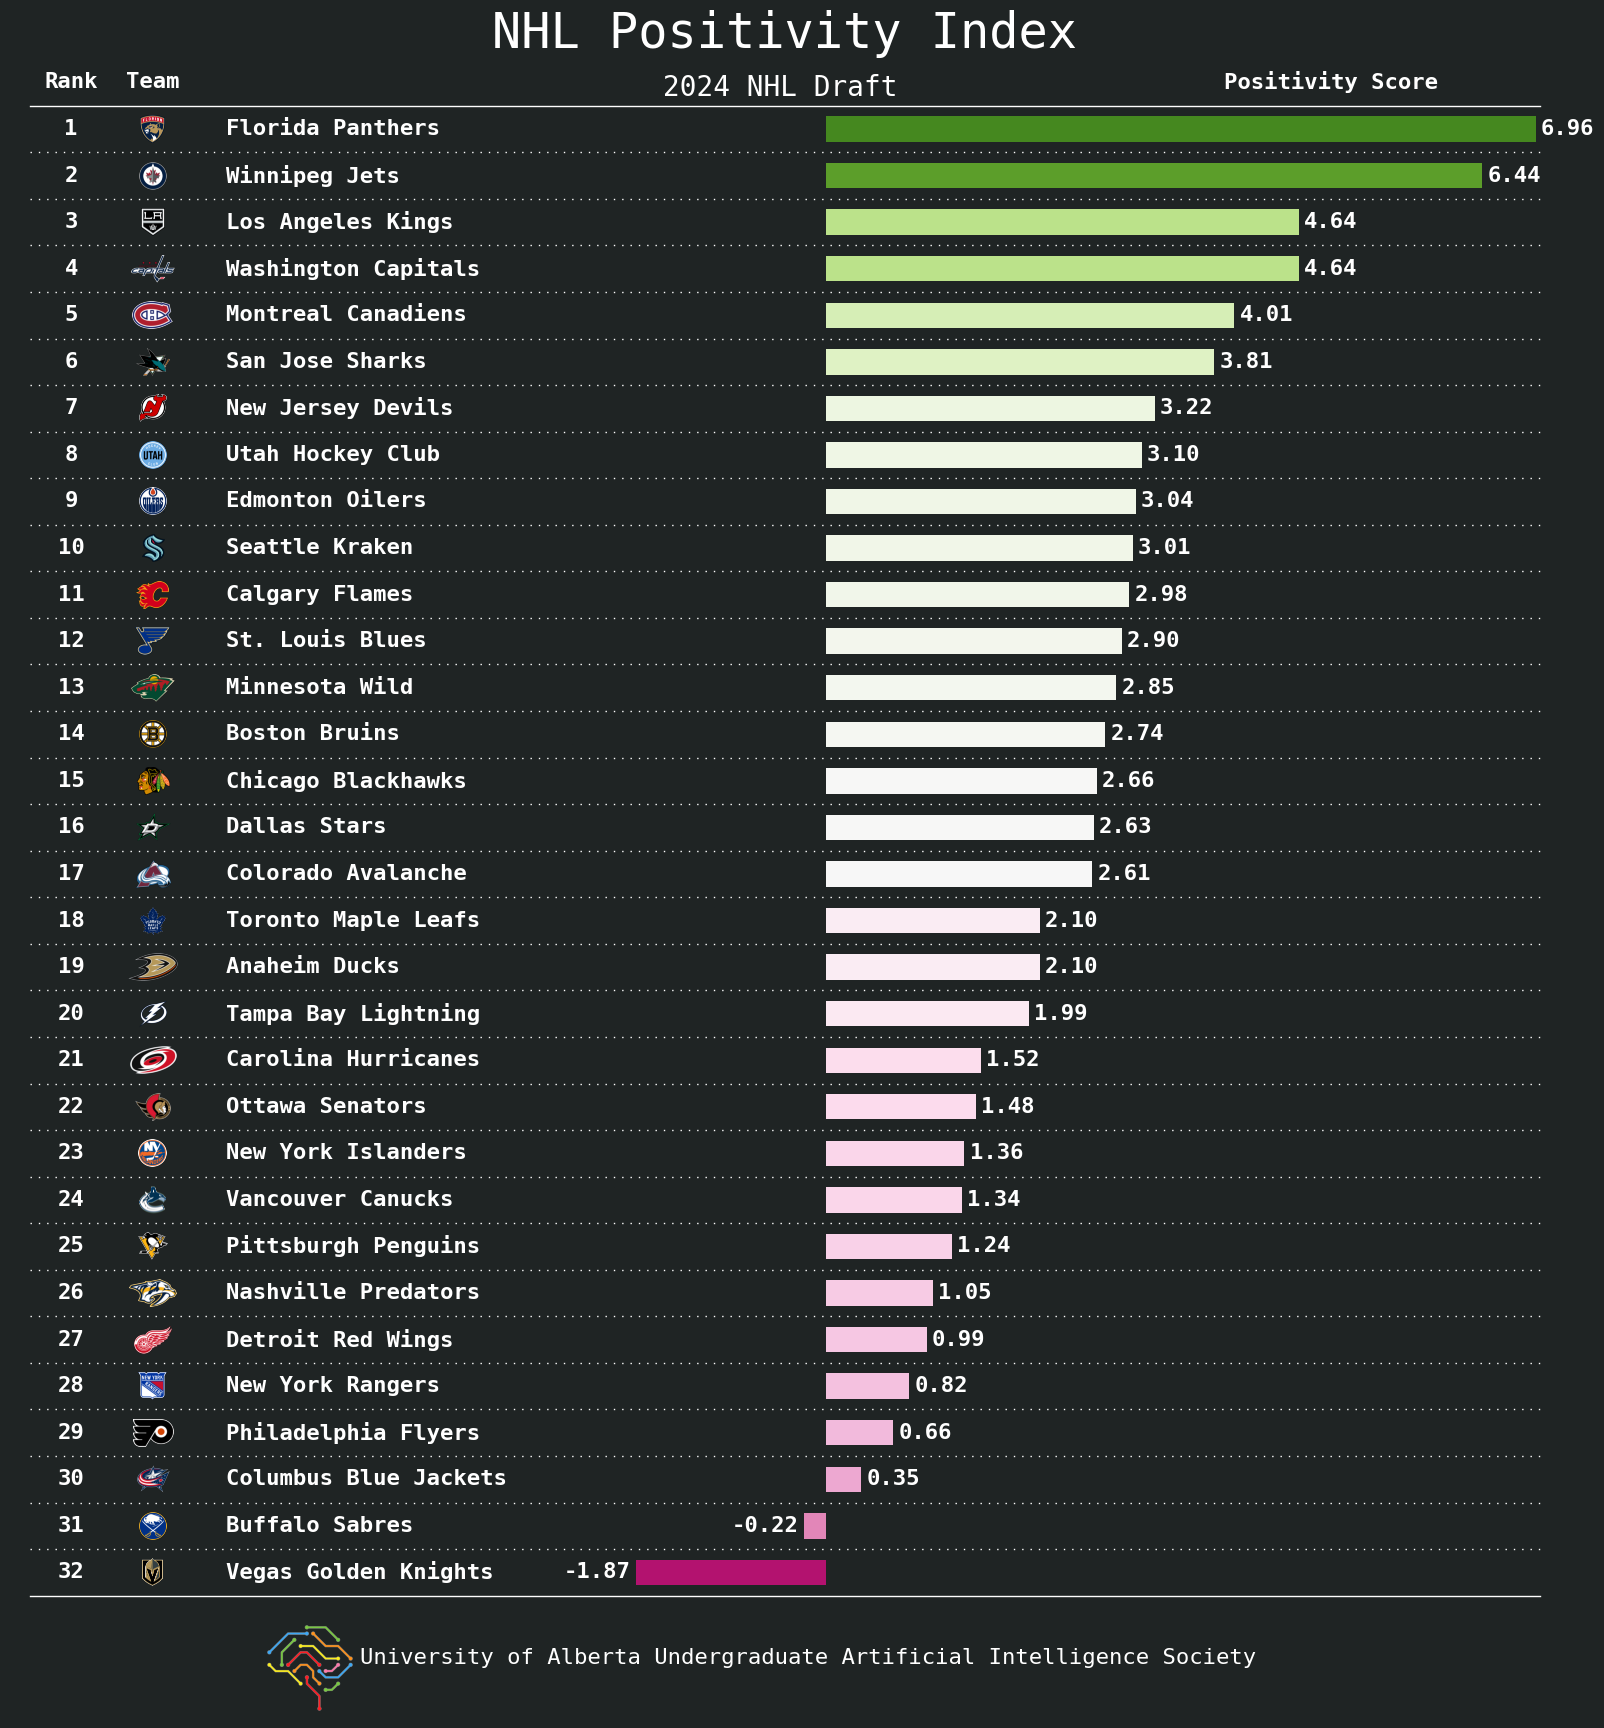 NHL Positivity Index
2024 NHL Draft
Rank Team Positivity Score
1 Florida Panthers 6.96
2 Winnipeg Jets 6.44
3 Los Angeles Kings 4.64
4 Washington Capitals 4.64
5 Montreal Canadiens 4.01
6 San Jose Sharks 3.81
7 New Jersey Devils 3.22
8 UTAH Utah Hockey Club 3.10
9 Edmonton Oilers 3.04
10 Seattle Kraken 3.01
11 Calgary Flames 2.98
12 St. Louis Blues 2.90
13 Minnesota Wild 2.85
14 Boston Bruins 2.74
15 Chicago Blackhawks 2.66
16 Dallas Stars 2.63
17 Colorado Avalanche 2.61
18 Toronto Maple Leafs 2.10
19 Anaheim Ducks 2.10
20 Tampa Bay Lightning 1.99
21 Carolina Hurricanes 1.52
22 Ottawa Senators 1.48
23 New York Islanders 1.36
24 Vancouver Canucks 1.34
25 Pittsburgh Penguins 1.24
26 Nashville Predators 1.05
27 Detroit Red Wings 0.99
28 New York Rangers 0.82
29 Philadelphia Flyers 0.66
30 Columbus Blue Jackets 0.35
31 Buffalo Sabres -0.22
32 Vegas Golden Knights -1.87
University of Alberta Undergraduate Artificial Intelligence Society